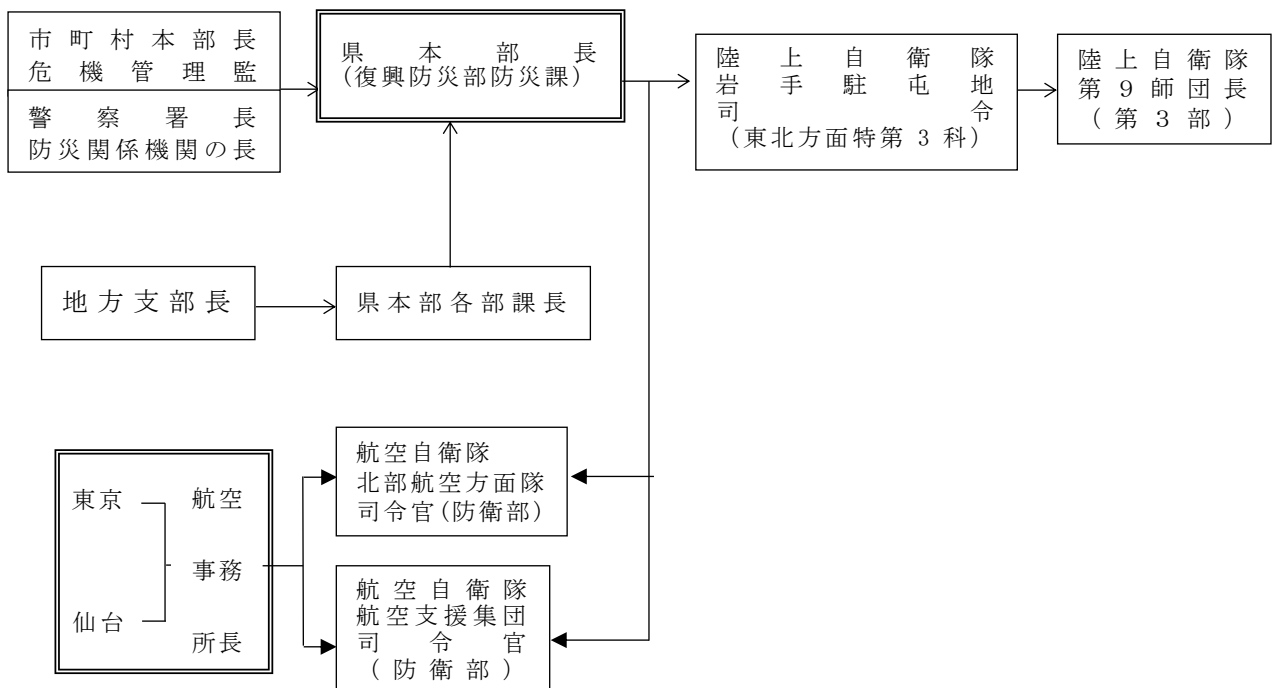 市町村本部長
危機管理監
警察署長
防災関係機関の長
県本部長
(復興防災部防災課)
陸上自衛隊
岩手駐屯地
司令
(東北方面特第3科)
陸上自衛隊
第9師団長
(第3部)
地方支部長
県本部各部課長
東京
仙台
航空
事務
所長
航空自衛隊
北部航空方面隊
司令官(防衛部)
航空自衛隊
航空支援集団
司令官
(防衛部)